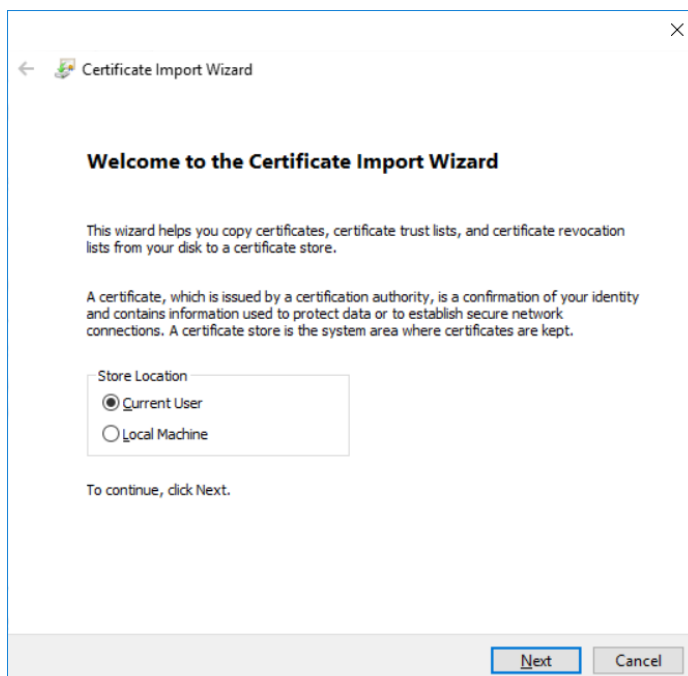 Certificate Import Wizard
Welcome to the Certificate Import Wizard
This wizard helps you copy certificates, certificate trust lists, and certificate revocation
lists from your disk to a certificate store.
A certificate, which is issued by a certification authority, is a confirmation of your identity
and contains information used to protect data or to establish secure network
connections. A certificate store is the system area where certificates are kept.
Store Location
Current User
Local Machine
To continue, click Next.
Next Cancel